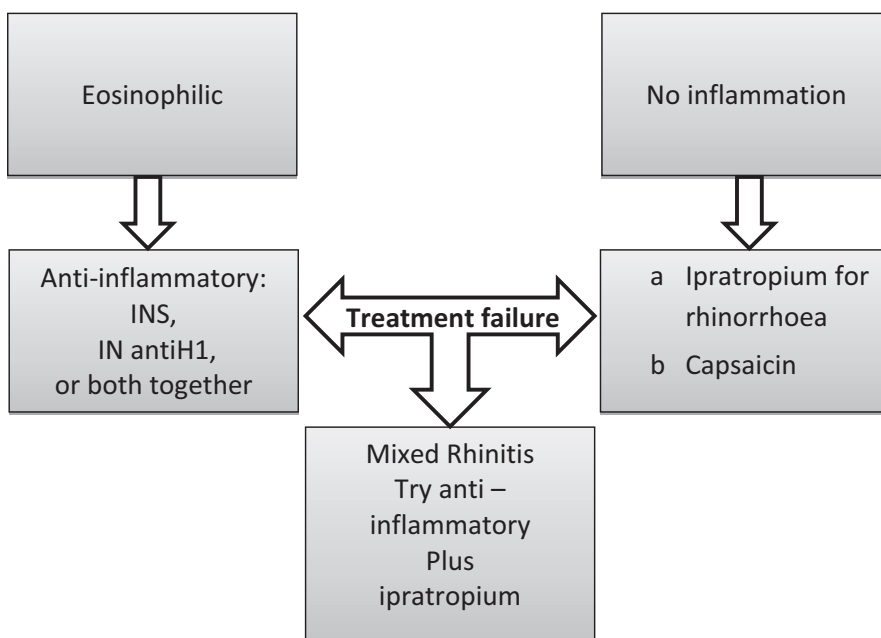 Eosinophilic
No inflammation
Anti-inflammatory:
INS,
IN antiH1,
or both together
Treatment failure
a Ipratropium for
rhinorrhoea
b Capsaicin
Mixed Rhinitis
Try anti –
inflammatory
Plus
ipratropium